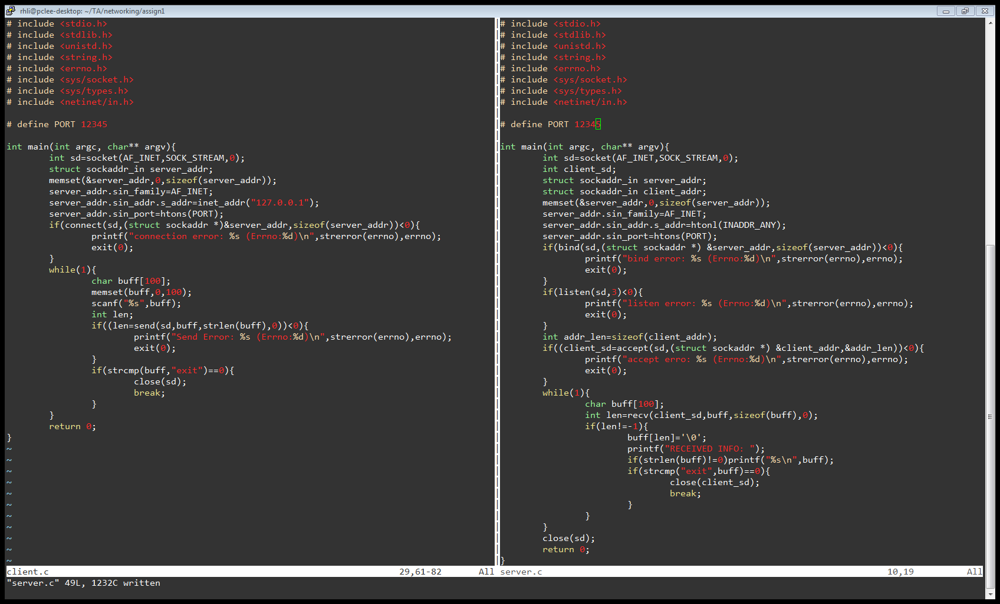 rhli@pclee-desktop: ~/TA/networking/assign1
# include <stdio.h>
# include <stdlib.h>
# include <unistd.h>
# include <string.h>
# include <errno.h>
# include <sys/socket.h>
# include <sys/types.h>
# include <netinet/in.h>

# define PORT 12345

int main(int argc, char** argv){
        int sd=socket(AF_INET,SOCK_STREAM,0);
        struct sockaddr_in server_addr;
        memset(&server_addr,0,sizeof(server_addr));
        server_addr.sin_family=AF_INET;
        server_addr.sin_addr.s_addr=inet_addr("127.0.0.1");
        server_addr.sin_port=htons(PORT);
        if(connect(sd,(struct sockaddr *)&server_addr,sizeof(server_addr))<0){
                printf("connection error: %s (Errno:%d)\n",strerror(errno),errno);
                exit(0);
        }
        while(1){
                char buff[100];
                memset(buff,0,100);
                scanf("%s",buff);
                int len;
                if((len=send(sd,buff,strlen(buff),0))<0){
                        printf("Send Error: %s (Errno:%d)\n",strerror(errno),errno);
                        exit(0);
                }
                if(strcmp(buff,"exit")==0){
                        close(sd);
                        break;
                }
        }
        return 0;
}
~
~
~
~
~
~
~
~
~
~
~
client.c 29,61-82 All
# include <stdio.h>
# include <stdlib.h>
# include <unistd.h>
# include <string.h>
# include <errno.h>
# include <sys/socket.h>
# include <sys/types.h>
# include <netinet/in.h>

# define PORT 12345

int main(int argc, char** argv){
        int sd=socket(AF_INET,SOCK_STREAM,0);
        int client_sd;
        struct sockaddr_in server_addr;
        struct sockaddr_in client_addr;
        memset(&server_addr,0,sizeof(server_addr));
        server_addr.sin_family=AF_INET;
        server_addr.sin_addr.s_addr=htonl(INADDR_ANY);
        server_addr.sin_port=htons(PORT);
        if(bind(sd,(struct sockaddr *) &server_addr,sizeof(server_addr))<0){
                printf("bind error: %s (Errno:%d)\n",strerror(errno),errno);
                exit(0);
        }
        if(listen(sd,3)<0){
                printf("listen error: %s (Errno:%d)\n",strerror(errno),errno);
                exit(0);
        }
        int addr_len=sizeof(client_addr);
        if((client_sd=accept(sd,(struct sockaddr *) &client_addr,&addr_len))<0){
                printf("accept erro: %s (Errno:%d)\n",strerror(errno),errno);
                exit(0);
        }
        while(1){
                char buff[100];
                int len=recv(client_sd,buff,sizeof(buff),0);
                if(len!=-1){
                        buff[len]='\0';
                        printf("RECEIVED INFO: ");
                        if(strlen(buff)!=0)printf("%s\n",buff);
                        if(strcmp("exit",buff)==0){
                                close(client_sd);
                                break;
                        }
                }
        }
        close(sd);
        return 0;
}
server.c 10,19 All
"server.c" 49L, 1232C written